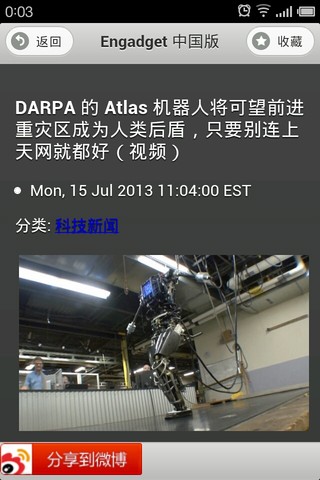 0:03
返回
Engadget 中国版
收藏
DARPA 的 Atlas 机器人将可望前进
重灾区成为人类后盾，只要别连上
天网就都好（视频）
Mon, 15 Jul 2013 11:04:00 EST
分类: 科技新闻
分享到微博